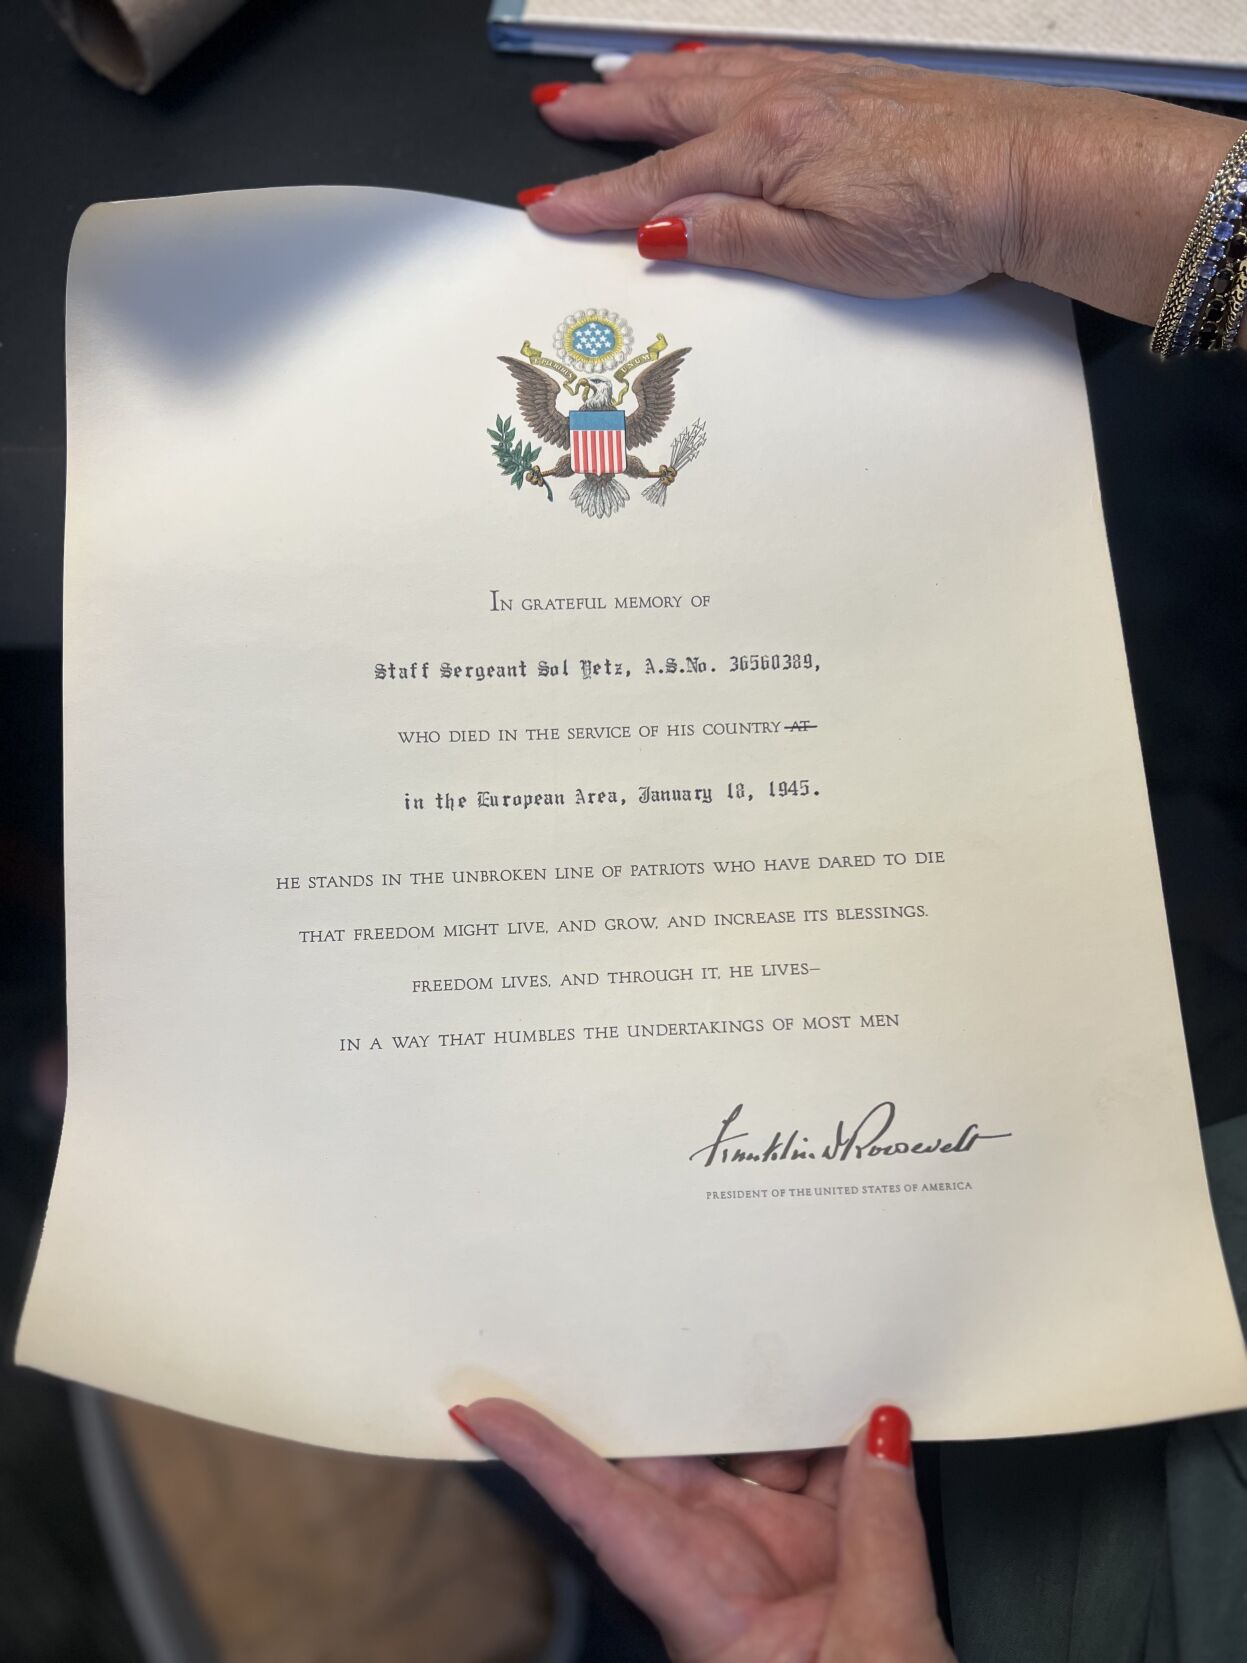 E PLURIBUS UNUM
IN GRATEFUL MEMORY OF
Staff Sergeant Sol Yetz, A.S.No. 36560389,
WHO DIED IN THE SERVICE OF HIS COUNTRY AT
in the European Area, January 18, 1945.
HE STANDS IN THE UNBROKEN LINE OF PATRIOTS WHO HAVE DARED TO DIE
THAT FREEDOM MIGHT LIVE, AND GROW, AND INCREASE ITS BLESSINGS.
FREEDOM LIVES, AND THROUGH IT, HE LIVES—
IN A WAY THAT HUMBLES THE UNDERTAKINGS OF MOST MEN
Franklin D Roosevelt
PRESIDENT OF THE UNITED STATES OF AMERICA